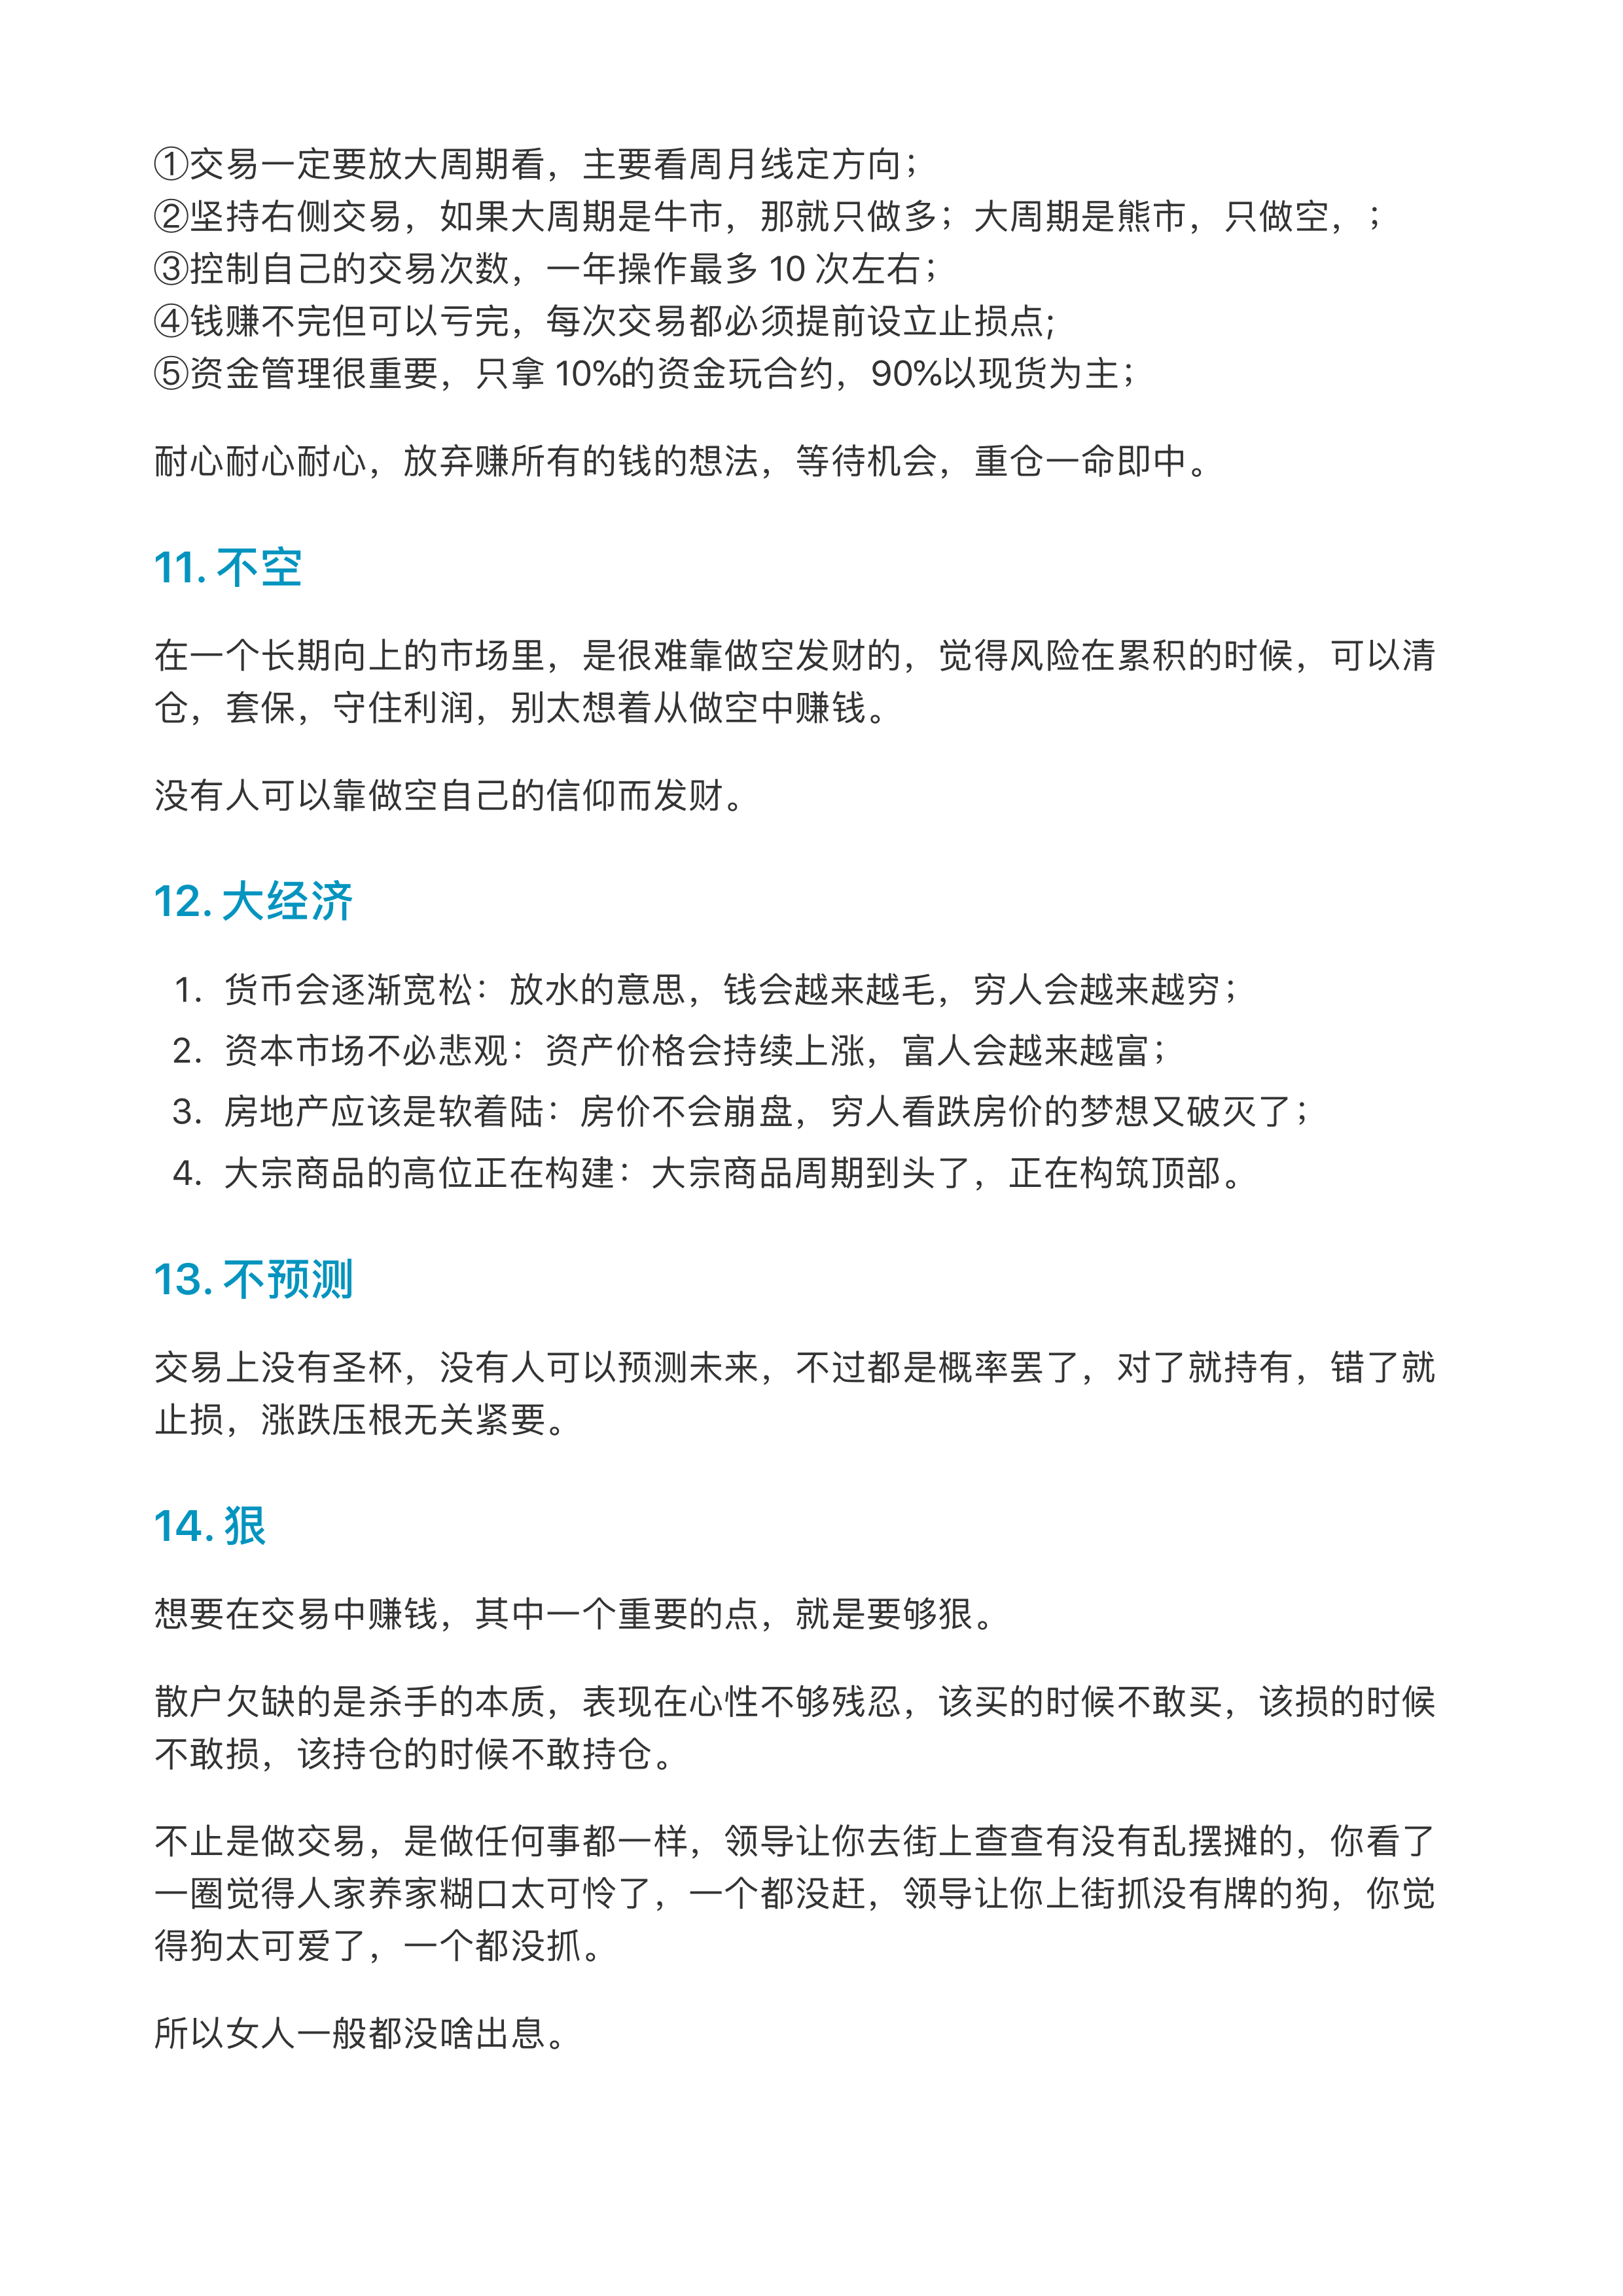 ①交易一定要放大周期看，主要看周月线定方向；
②坚持右侧交易，如果大周期是牛市，那就只做多；大周期是熊市，只做空，；
③控制自己的交易次数，一年操作最多 10 次左右；
④钱赚不完但可以亏完，每次交易都必须提前设立止损点;
⑤资金管理很重要，只拿 10%的资金玩合约，90%以现货为主；
耐心耐心耐心，放弃赚所有的钱的想法，等待机会，重仓一命即中。
11. 不空
在一个长期向上的市场里，是很难靠做空发财的，觉得风险在累积的时候，可以清
仓，套保，守住利润，别太想着从做空中赚钱。
没有人可以靠做空自己的信仰而发财。
12. 大经济
1. 货币会逐渐宽松：放水的意思，钱会越来越毛，穷人会越来越穷；
2. 资本市场不必悲观：资产价格会持续上涨，富人会越来越富；
3. 房地产应该是软着陆：房价不会崩盘，穷人看跌房价的梦想又破灭了；
4. 大宗商品的高位正在构建：大宗商品周期到头了，正在构筑顶部。
13. 不预测
交易上没有圣杯，没有人可以预测未来，不过都是概率罢了，对了就持有，错了就
止损，涨跌压根无关紧要。
14. 狠
想要在交易中赚钱，其中一个重要的点，就是要够狠。
散户欠缺的是杀手的本质，表现在心性不够残忍，该买的时候不敢买，该损的时候
不敢损，该持仓的时候不敢持仓。
不止是做交易，是做任何事都一样，领导让你去街上查查有没有乱摆摊的，你看了
一圈觉得人家养家糊口太可怜了，一个都没赶，领导让你上街抓没有牌的狗，你觉
得狗太可爱了，一个都没抓。
所以女人一般都没啥出息。